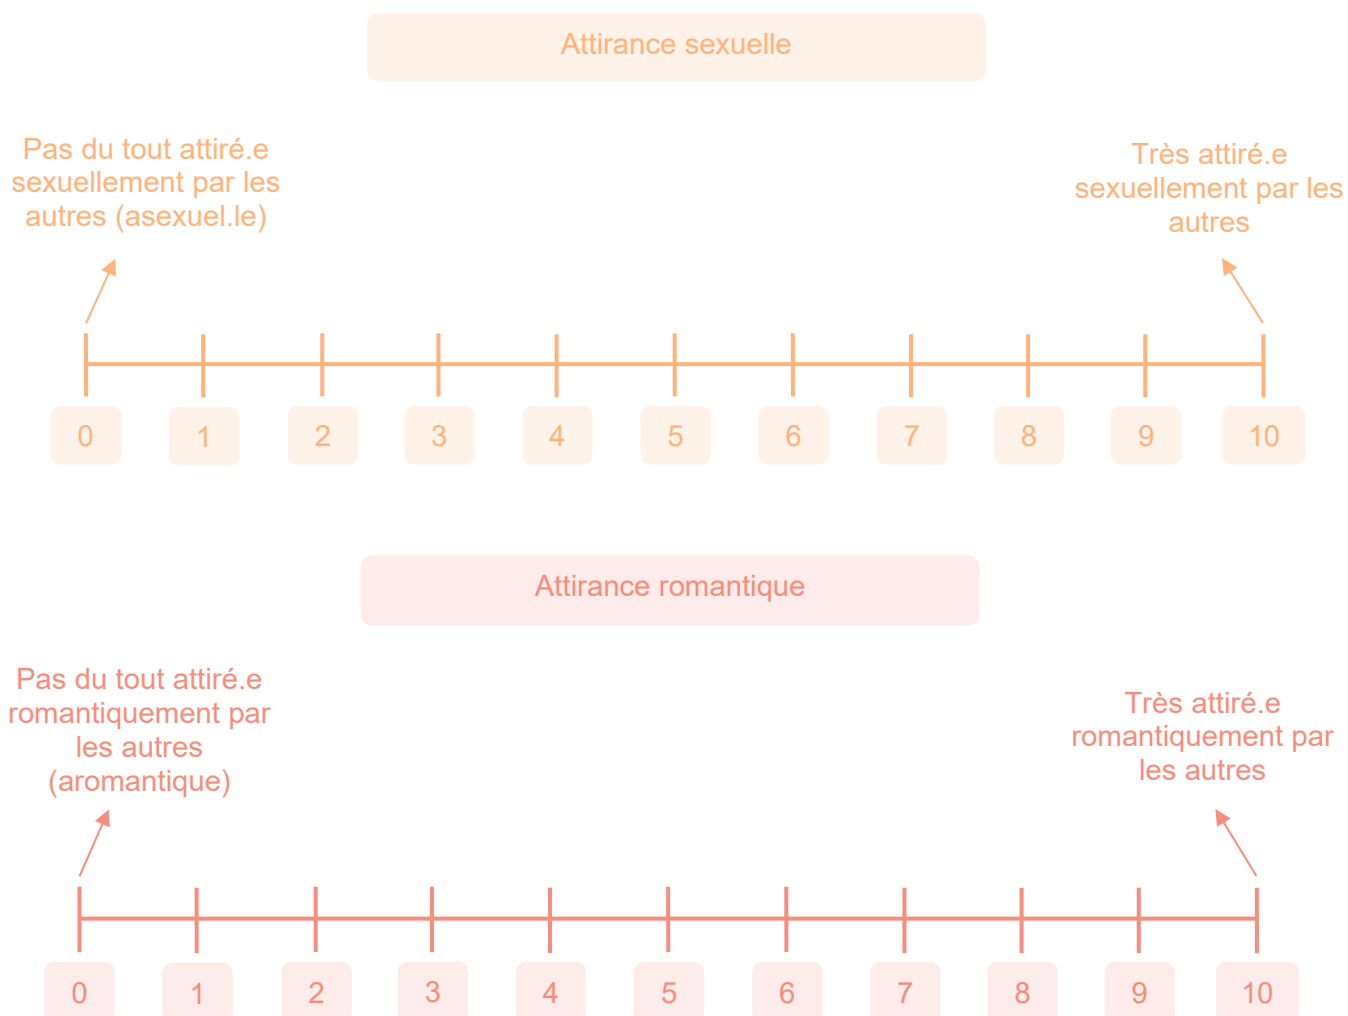 Attirance sexuelle
Pas du tout attiré.e
sexuellement par les
autres (asexuel.le)
Très attiré.e
sexuellement par les
autres
0 1 2 3 4 5 6 7 8 9 10
Attirance romantique
Pas du tout attiré.e
romantiquement par
les autres
(aromantique)
Très attiré.e
romantiquement par
les autres
0 1 2 3 4 5 6 7 8 9 10